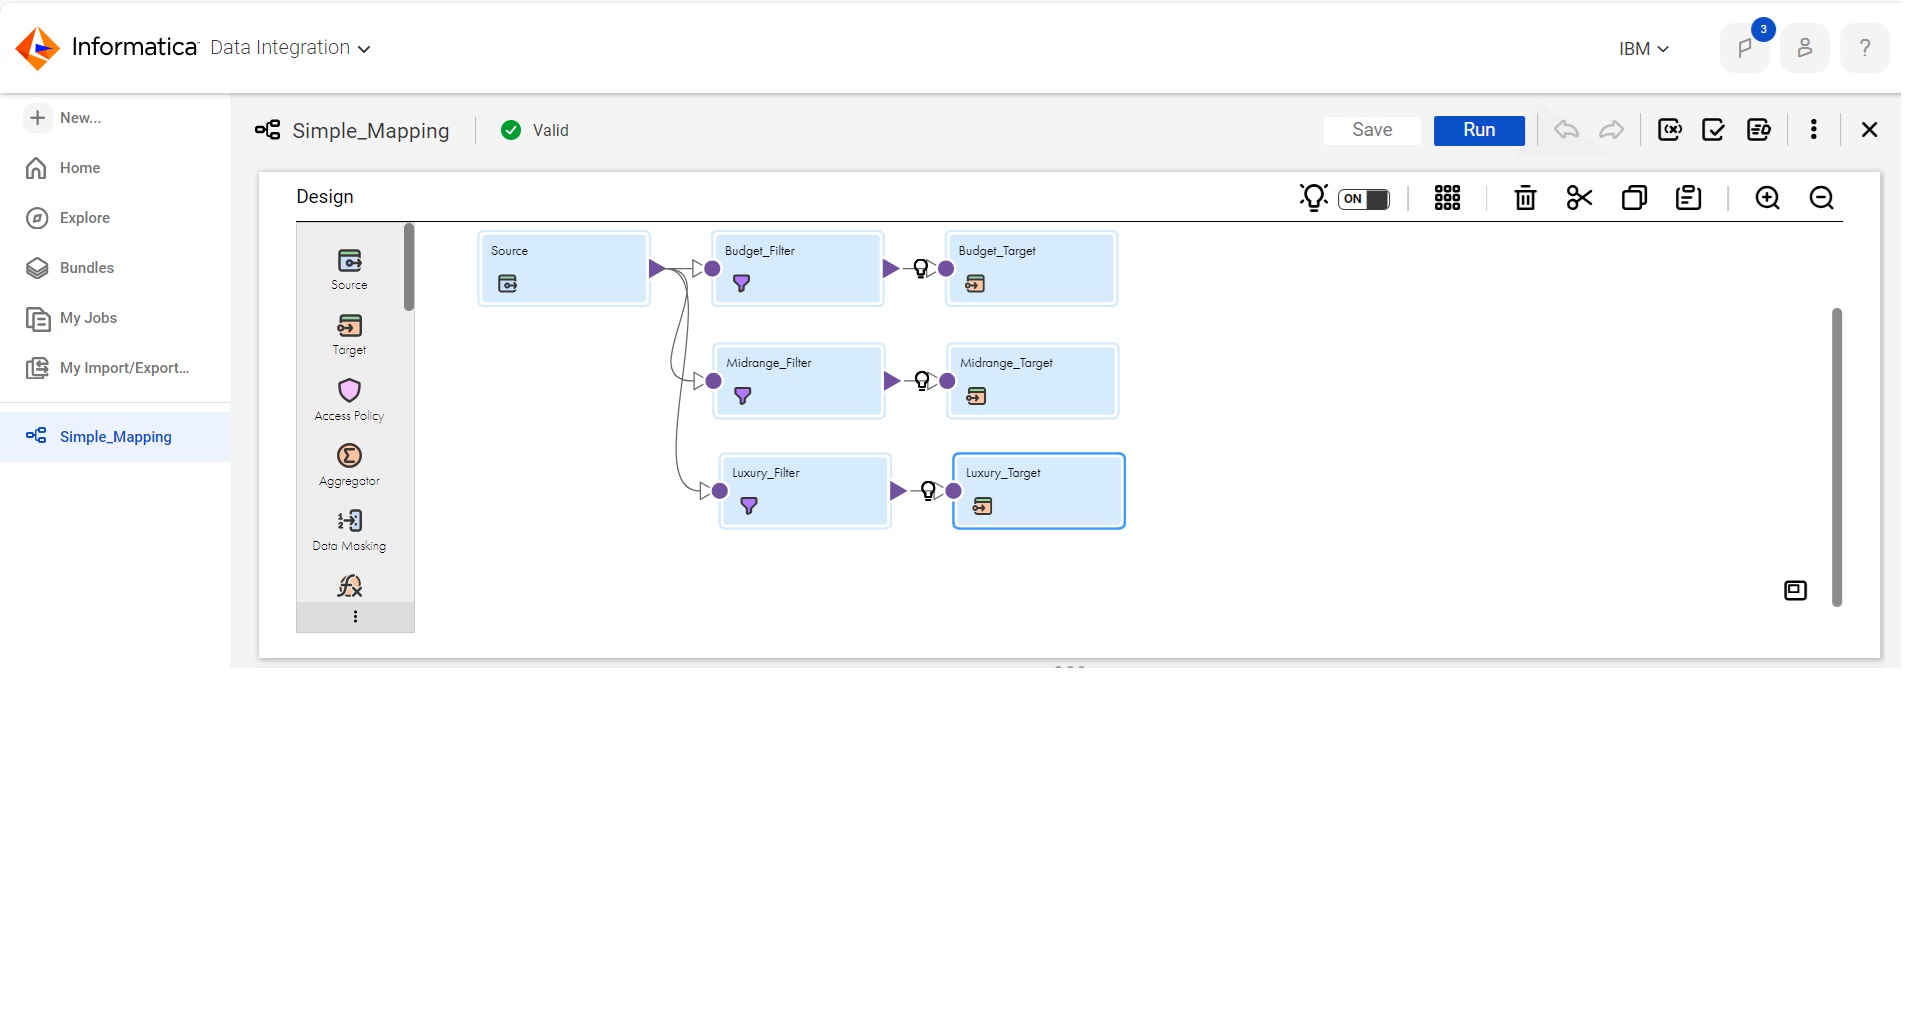 Informatica Data Integration
IBM
3
?
New...
Home
Explore
Bundles
My Jobs
My Import/Export...
Simple_Mapping
Simple_Mapping
Valid
Save
Run
Design
ON
Source
Target
Access Policy
Aggregator
Data Masking
Source
Budget_Filter
Budget_Target
Midrange_Filter
Midrange_Target
Luxury_Filter
Luxury_Target